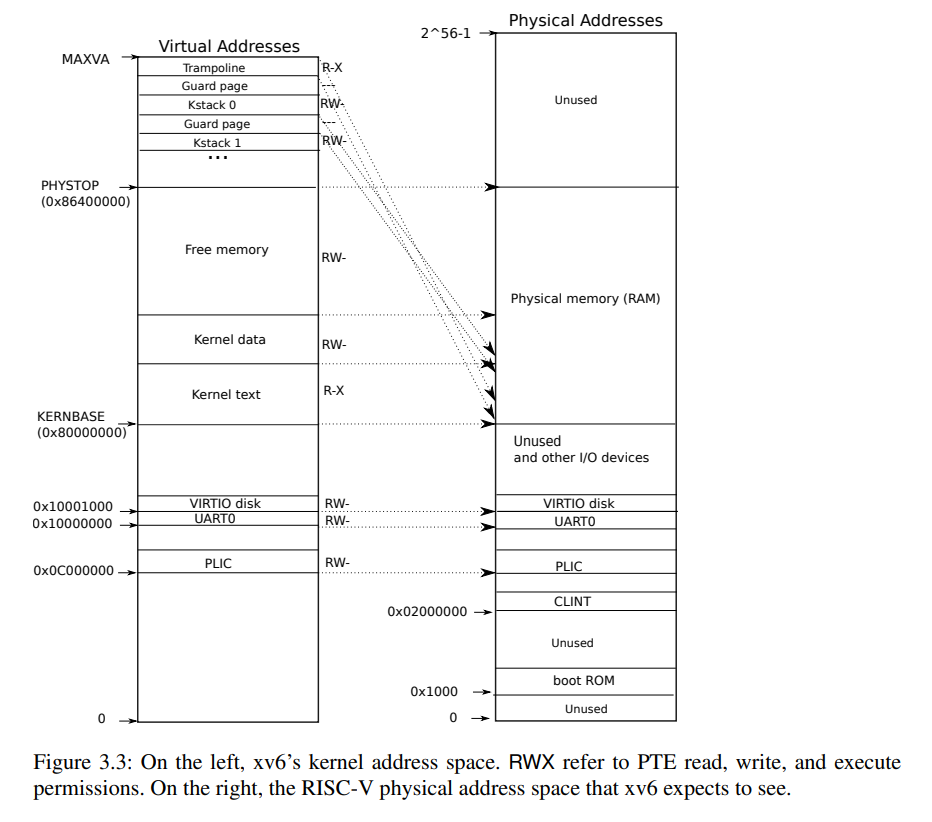 Physical Addresses
2^56-1
Virtual Addresses
MAXVA
Trampoline
R-X
Guard page
---
Kstack 0
RW-
Guard page
---
Kstack 1
RW-
...
Unused
PHYSTOP
(0x86400000)
Free memory
RW-
Physical memory (RAM)
Kernel data
RW-
Kernel text
R-X
KERNBASE
(0x80000000)
Unused
and other I/O devices
0x10001000
VIRTIO disk
RW-
VIRTIO disk
0x10000000
UART0
RW-
UART0
0x0C000000
PLIC
RW-
PLIC
CLINT
0x02000000
Unused
boot ROM
0x1000
Unused
0
0
Figure 3.3: On the left, xv6's kernel address space. RWX refer to PTE read, write, and execute
permissions. On the right, the RISC-V physical address space that xv6 expects to see.